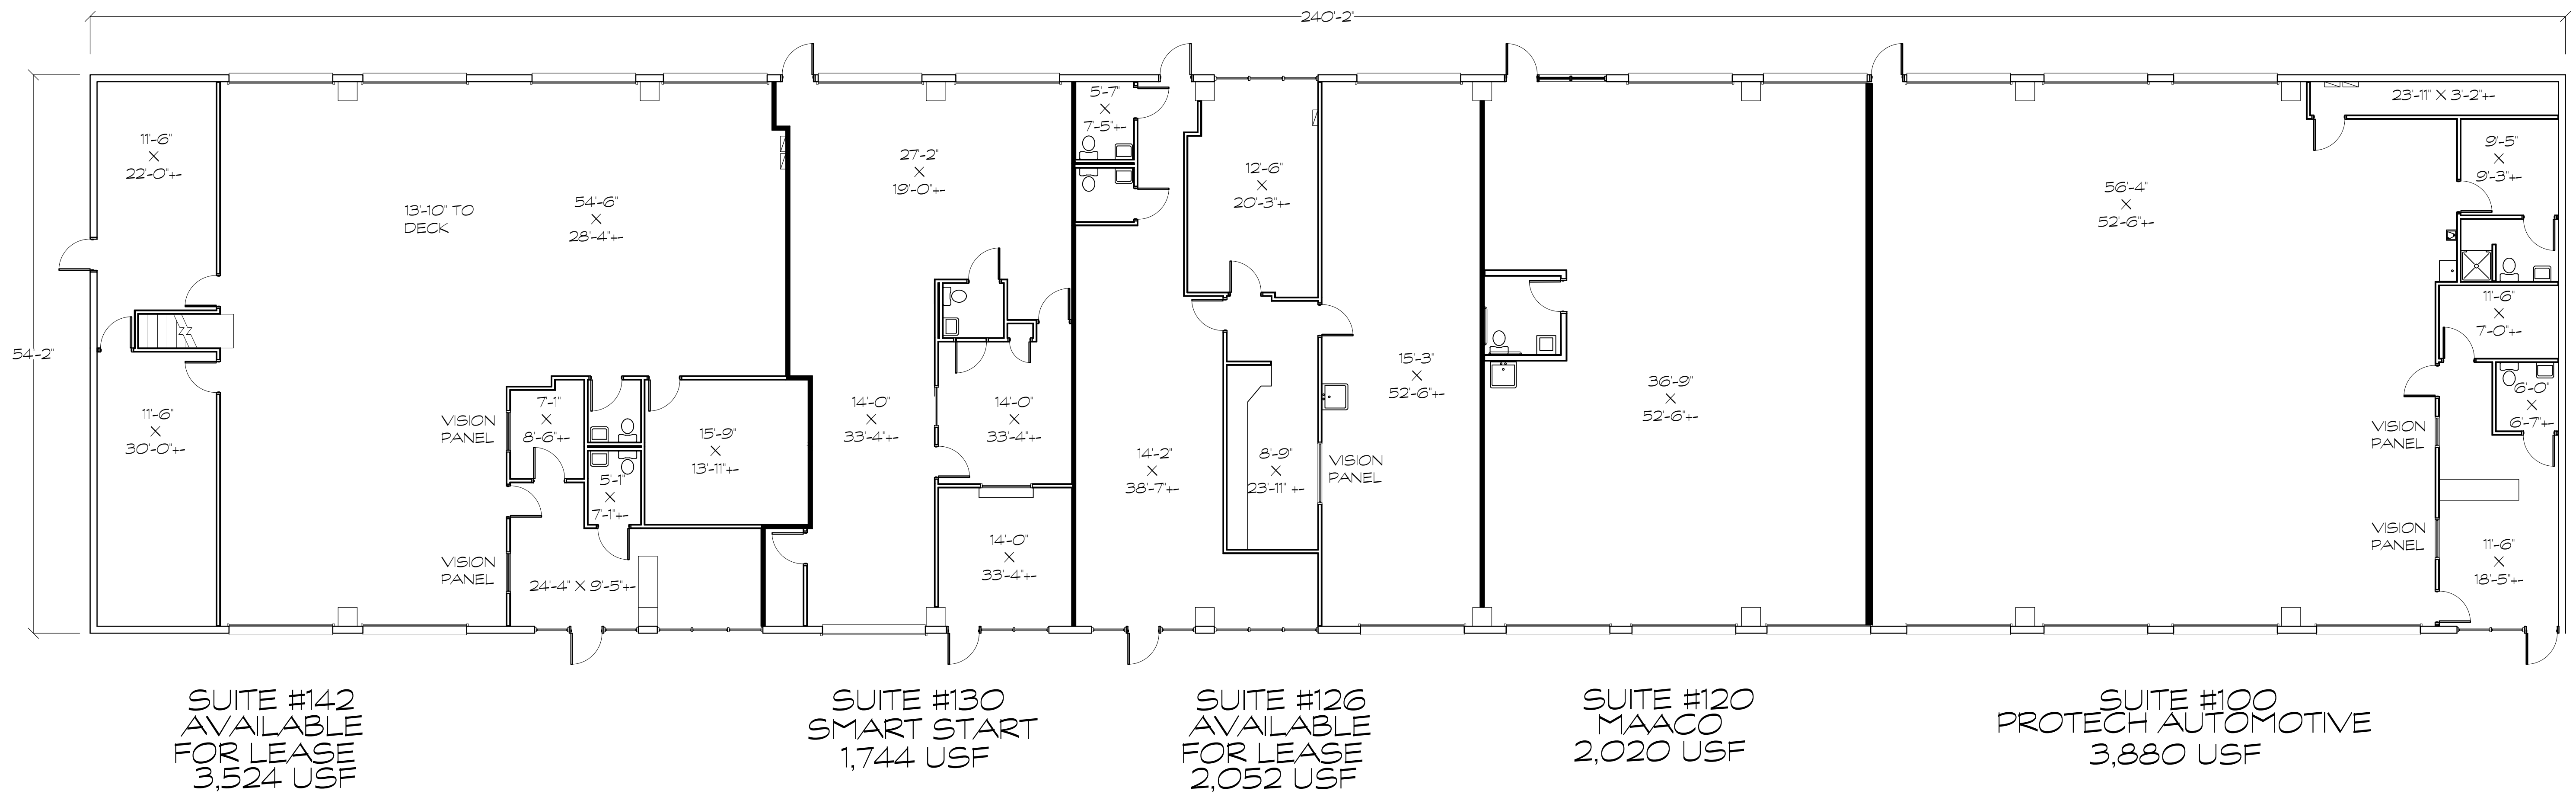 240'-2"
54'-2"
11'-6"
X
22'-0"+-
11'-6"
X
30'-0"+-
13'-10" TO
DECK
54'-6"
X
28'-4"+-
VISION
PANEL
7'-1"
X
8'-6"+-
5'-1"
X
7'-1"+-
15'-9"
X
13'-11"+-
VISION
PANEL
24'-4" X 9'-5"+-
27'-2"
X
19'-0"+-
14'-0"
X
33'-4"+-
14'-0"
X
33'-4"+-
14'-0"
X
33'-4"+-
5'-7"
X
7'-5"+-
12'-6"
X
20'-3"+-
14'-2"
X
38'-7"+-
8'-9"
X
23'-11" +-
VISION
PANEL
15'-3"
X
52'-6"+-
36'-9"
X
52'-6"+-
56'-4"
X
52'-6"+-
23'-11" X 3'-2"+-
9'-5"
X
9'-3"+-
11'-6"
X
7'-0"+-
6'-0"
X
6'-7"+-
VISION
PANEL
VISION
PANEL
11'-6"
X
18'-5"+-
SUITE #142
AVAILABLE
FOR LEASE
3,524 USF
SUITE #130
SMART START
1,744 USF
SUITE #126
AVAILABLE
FOR LEASE
2,052 USF
SUITE #120
MAACO
2,020 USF
SUITE #100
PROTECH AUTOMOTIVE
3,880 USF